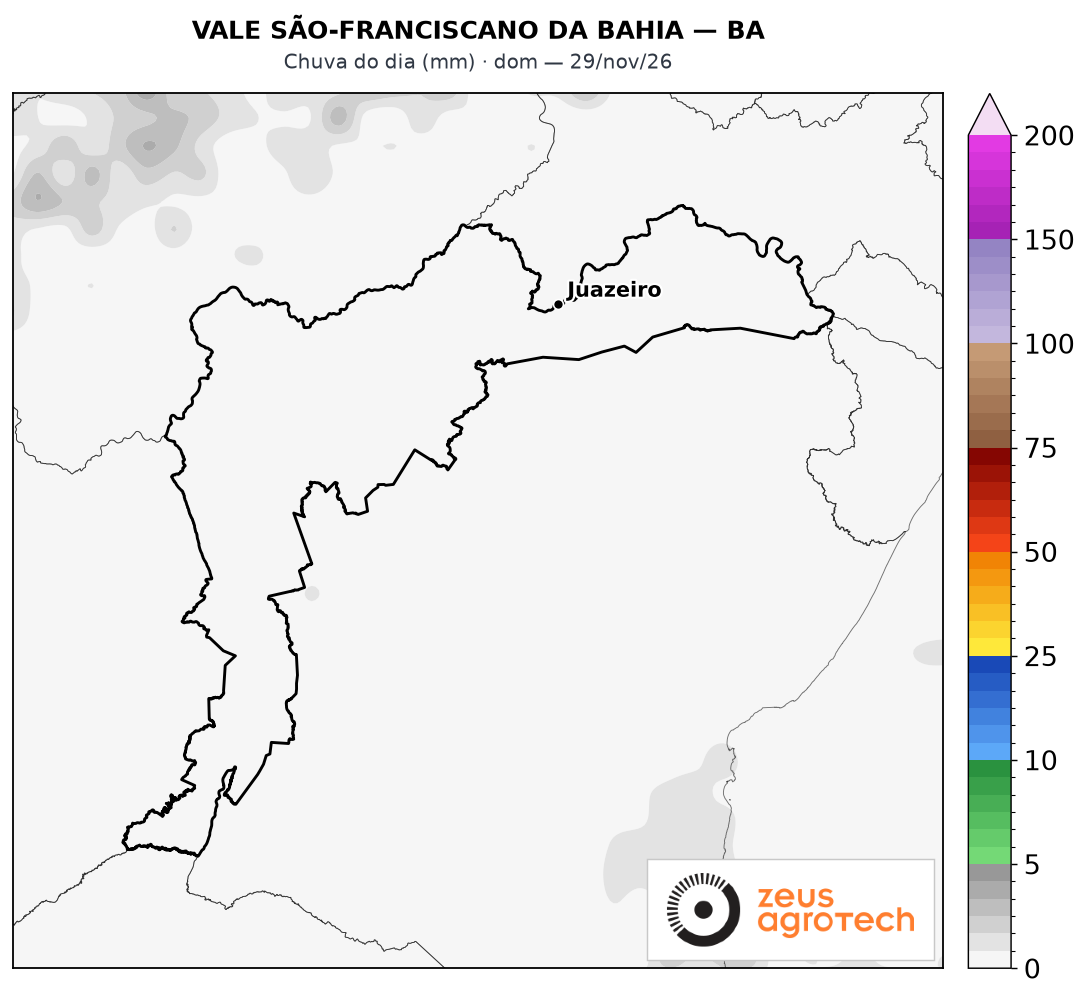 VALE SÃO-FRANCISCANO DA BAHIA — BA
Chuva do dia (mm) · dom — 29/nov/26
200
150
100
75
50
25
10
5
0
Juazeiro
zeus
agrotech